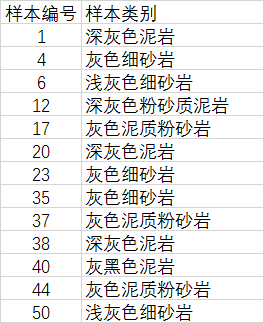 样本编号 样本类别
1 深灰色泥岩
4 灰色细砂岩
6 浅灰色细砂岩
12 深灰色粉砂质泥岩
17 灰色泥质粉砂岩
20 深灰色泥岩
23 灰色细砂岩
35 灰色细砂岩
37 灰色泥质粉砂岩
38 深灰色泥岩
40 灰黑色泥岩
44 灰色泥质粉砂岩
50 浅灰色细砂岩